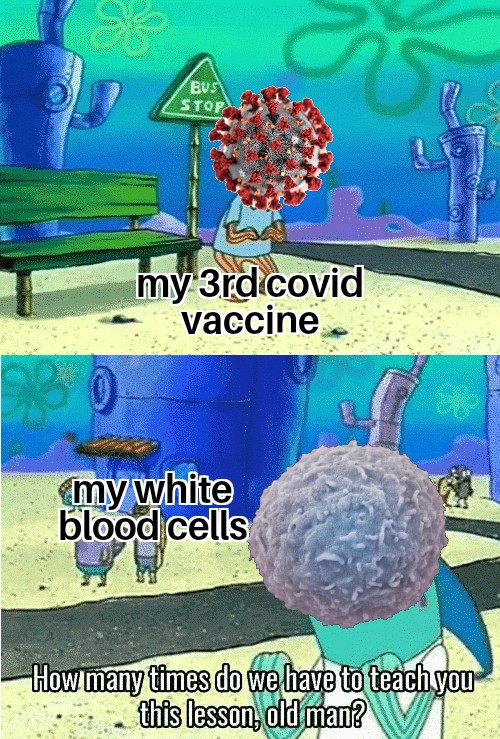 BUS
STOP
my 3rd covid
vaccine
my white
blood cells
How many times do we have to teach you
this lesson, old man?